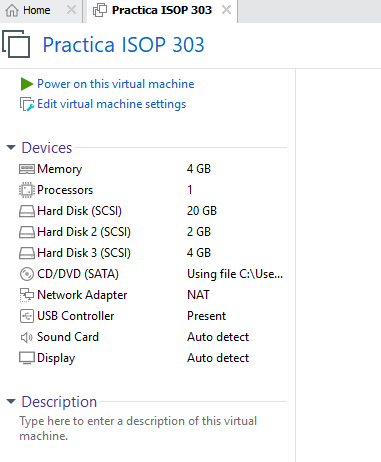 Home
Practica ISOP 303
Practica ISOP 303
Power on this virtual machine
Edit virtual machine settings
Devices
Memory 4 GB
Processors 1
Hard Disk (SCSI) 20 GB
Hard Disk 2 (SCSI) 2 GB
Hard Disk 3 (SCSI) 4 GB
CD/DVD (SATA) Using file C:\Use...
Network Adapter NAT
USB Controller Present
Sound Card Auto detect
Display Auto detect
Description
Type here to enter a description of this virtual
machine.